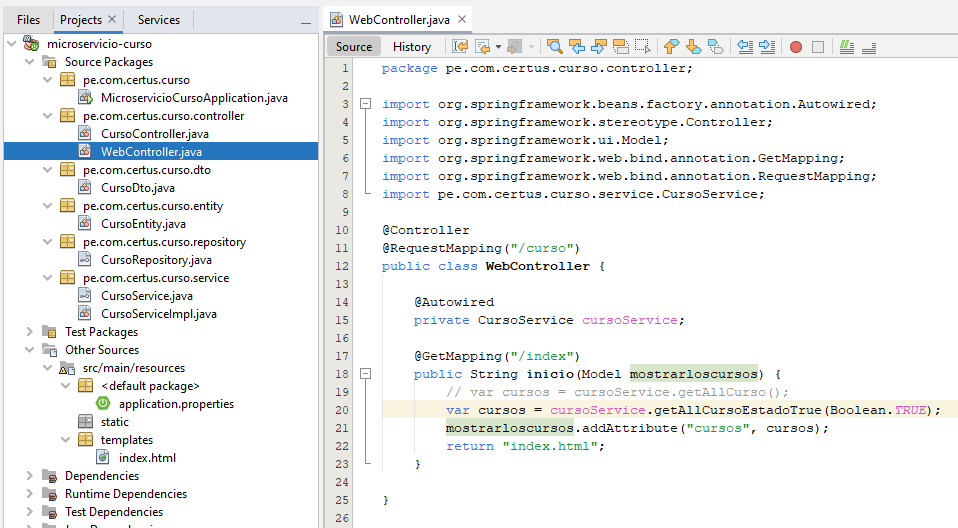 Files
Projects
Services
microservicio-curso
Source Packages
pe.com.certus.curso
MicroservicioCursoApplication.java
pe.com.certus.curso.controller
CursoController.java
WebController.java
pe.com.certus.curso.dto
CursoDto.java
pe.com.certus.curso.entity
CursoEntity.java
pe.com.certus.curso.repository
CursoRepository.java
pe.com.certus.curso.service
CursoService.java
CursoServiceImpl.java
Test Packages
Other Sources
src/main/resources
<default package>
application.properties
static
templates
index.html
Dependencies
Runtime Dependencies
Test Dependencies
WebController.java
Source History
1 package pe.com.certus.curso.controller;
2
3 import org.springframework.beans.factory.annotation.Autowired;
4 import org.springframework.stereotype.Controller;
5 import org.springframework.ui.Model;
6 import org.springframework.web.bind.annotation.GetMapping;
7 import org.springframework.web.bind.annotation.RequestMapping;
8 import pe.com.certus.curso.service.CursoService;
9
10 @Controller
11 @RequestMapping("/curso")
12 public class WebController {
13
14 @Autowired
15 private CursoService cursoService;
16
17 @GetMapping("/index")
18 public String inicio(Model mostrarloscursos) {
19 // var cursos = cursoService.getAllCurso();
20 var cursos = cursoService.getAllCursoEstadoTrue(Boolean.TRUE);
21 mostrarloscursos.addAttribute("cursos", cursos);
22 return "index.html";
23 }
24
25 }
26